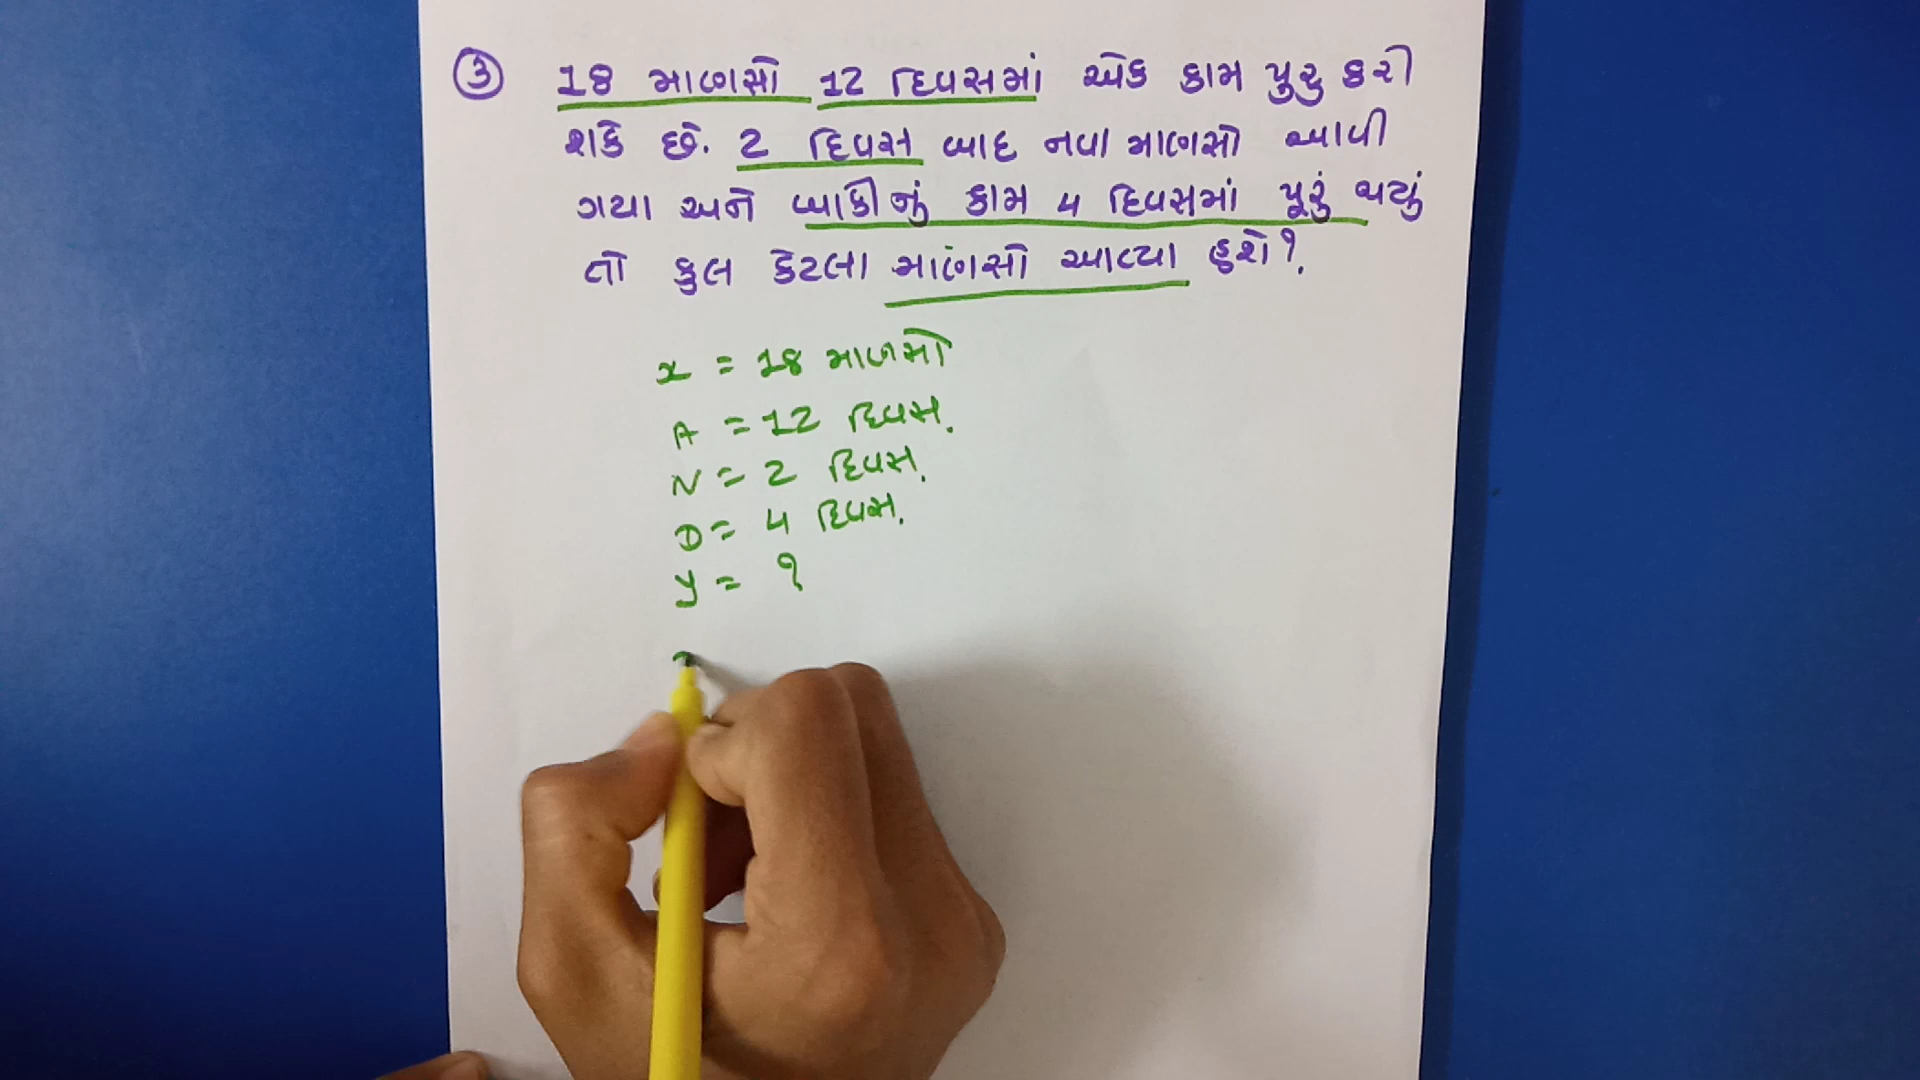 ③ 18 માણસો 12 દિવસમાં એક કામ પુરુ કરી
શકે છે. 2 દિવસ બાદ નવા માણસો આવી
ગયા અને બાકીનું કામ 4 દિવસમાં પૂરું થયું
તો કુલ કેટલા માણસો આવ્યા હશે?
x = 18 માણસો
A = 12 દિવસ.
N = 2 દિવસ.
D = 4 દિવસ.
y = ?